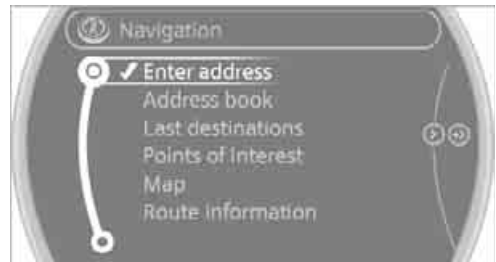 Navigation
Enter address
Address book
Last destinations
Points of Interest
Map
Route information